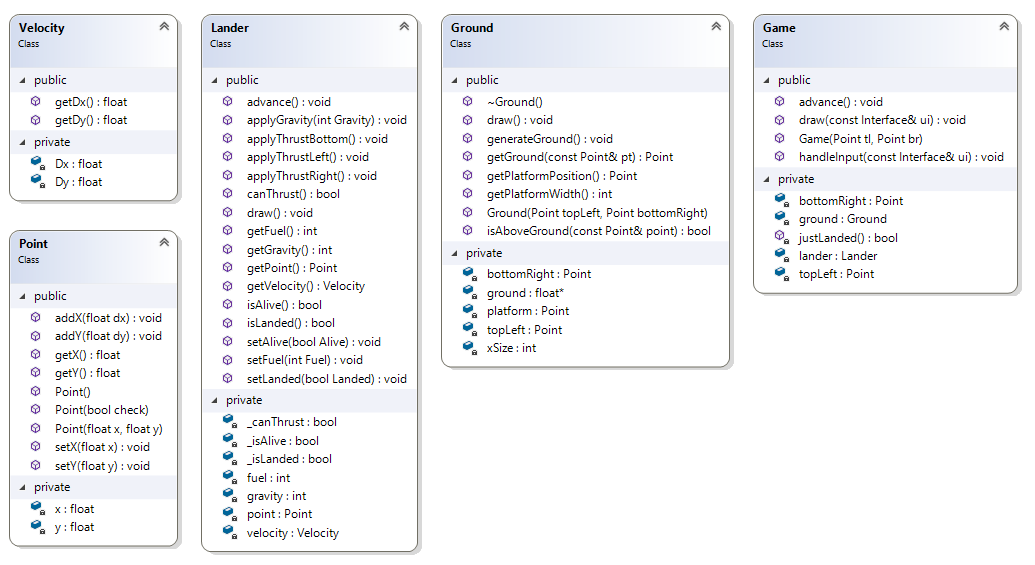 Velocity
Class
public
getDx() : float
getDy() : float
private
Dx : float
Dy : float
Point
Class
public
addX(float dx) : void
addY(float dy) : void
getX() : float
getY() : float
Point()
Point(bool check)
Point(float x, float y)
setX(float x) : void
setY(float y) : void
private
x : float
y : float
Lander
Class
public
advance() : void
applyGravity(int Gravity) : void
applyThrustBottom() : void
applyThrustLeft() : void
applyThrustRight() : void
canThrust() : bool
draw() : void
getFuel() : int
getGravity() : int
getPoint() : Point
getVelocity() : Velocity
isAlive() : bool
isLanded() : bool
setAlive(bool Alive) : void
setFuel(int Fuel) : void
setLanded(bool Landed) : void
private
_canThrust : bool
_isAlive : bool
_isLanded : bool
fuel : int
gravity : int
point : Point
velocity : Velocity
Ground
Class
public
~Ground()
draw() : void
generateGround() : void
getGround(const Point& pt) : Point
getPlatformPosition() : Point
getPlatformWidth() : int
Ground(Point topLeft, Point bottomRight)
isAboveGround(const Point& point) : bool
private
bottomRight : Point
ground : float*
platform : Point
topLeft : Point
xSize : int
Game
Class
public
advance() : void
draw(const Interface& ui) : void
Game(Point tl, Point br)
handleInput(const Interface& ui) : void
private
bottomRight : Point
ground : Ground
justLanded() : bool
lander : Lander
topLeft : Point